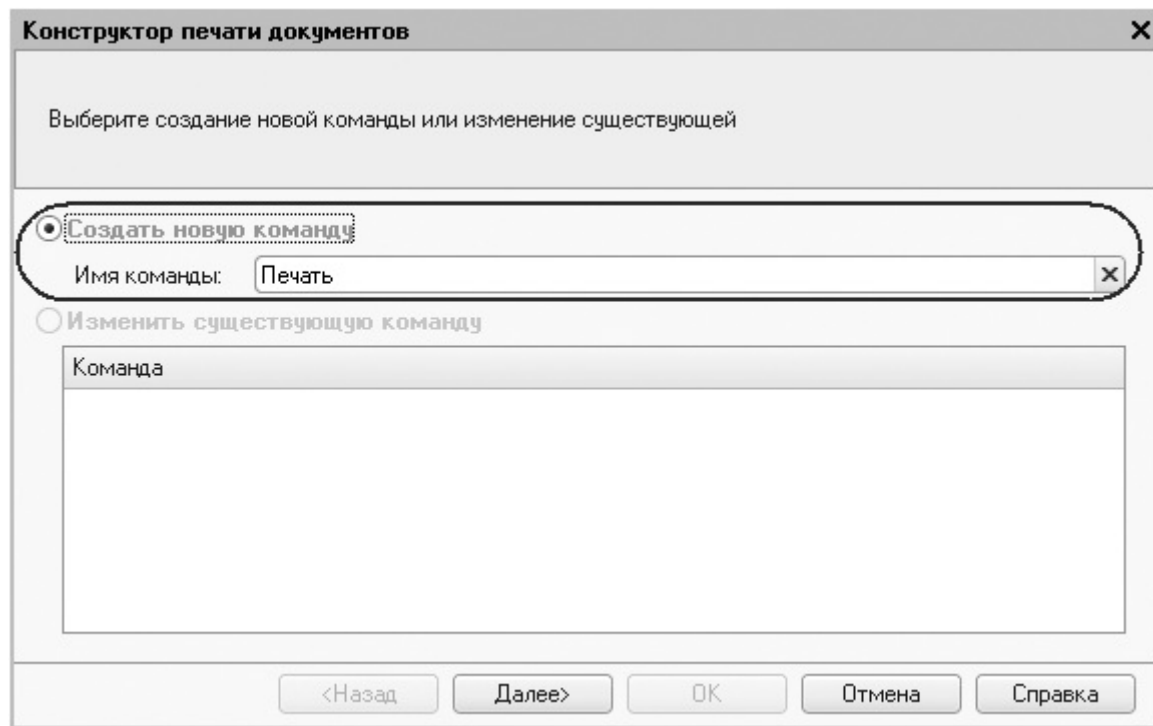 Конструктор печати документов
Выберите создание новой команды или изменение существующей
Создать новую команду
Имя команды: Печать
Изменить существующую команду
Команда
<Назад Далее> OK Отмена Справка